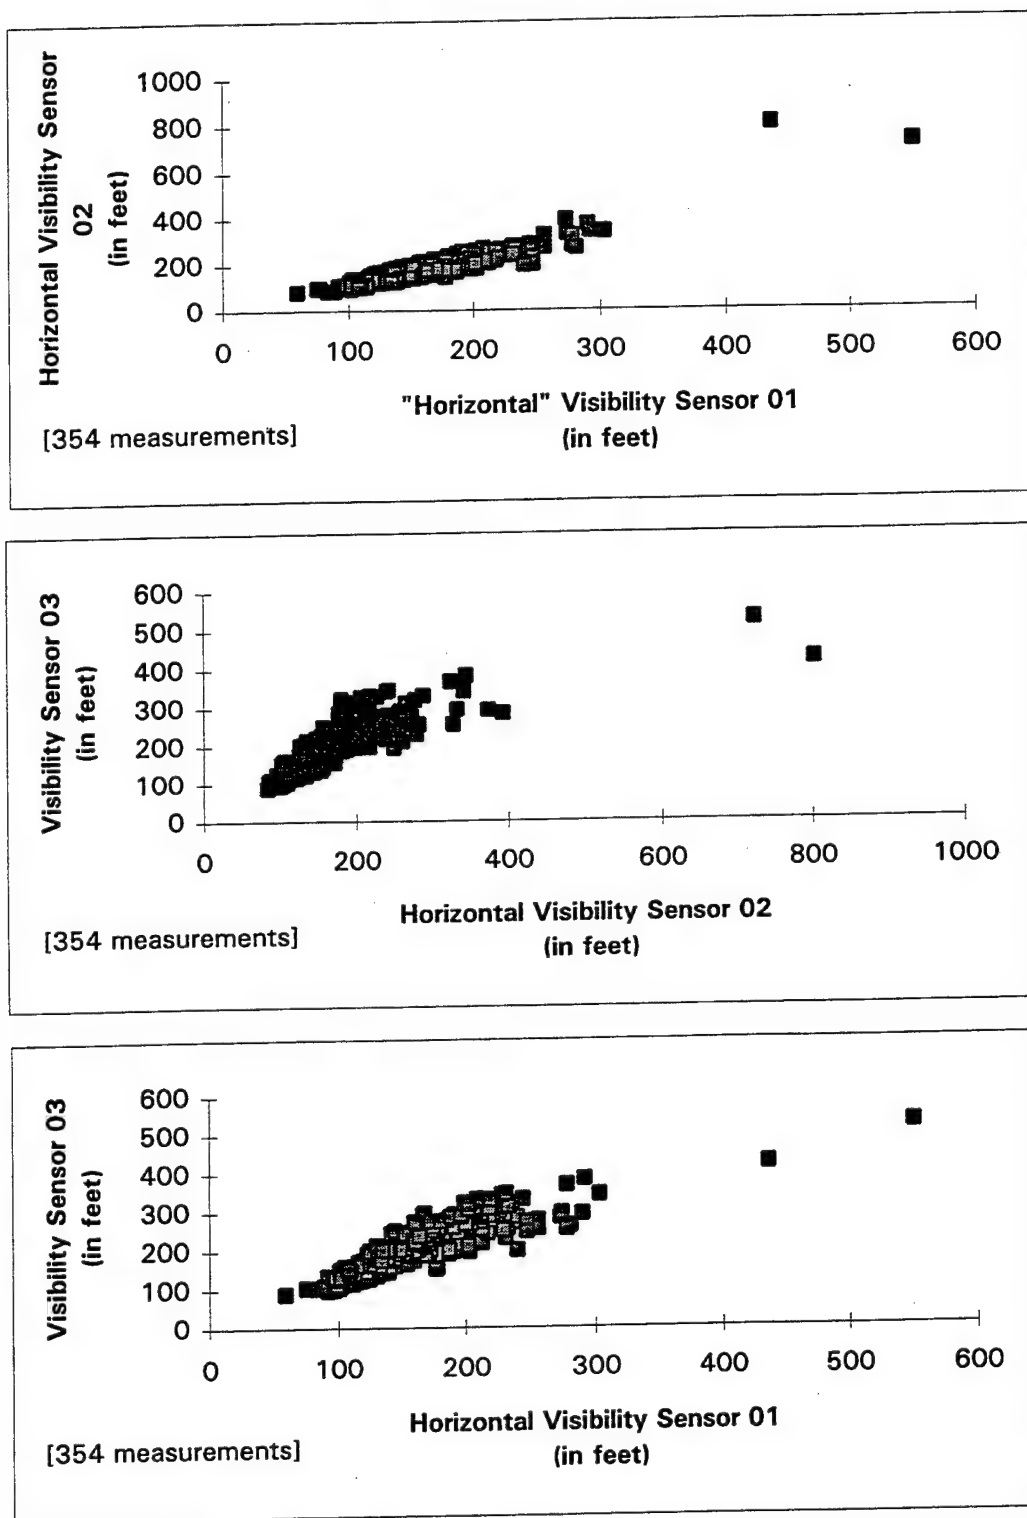 Horizontal Visibility Sensor
02
(in feet)
1000
800
600
400
200
0
0 100 200 300 400 500 600
"Horizontal" Visibility Sensor 01
(in feet)
[354 measurements]
Visibility Sensor 03
(in feet)
600
500
400
300
200
100
0
0 200 400 600 800 1000
Horizontal Visibility Sensor 02
(in feet)
[354 measurements]
Visibility Sensor 03
(in feet)
600
500
400
300
200
100
0
0 100 200 300 400 500 600
Horizontal Visibility Sensor 01
(in feet)
[354 measurements]